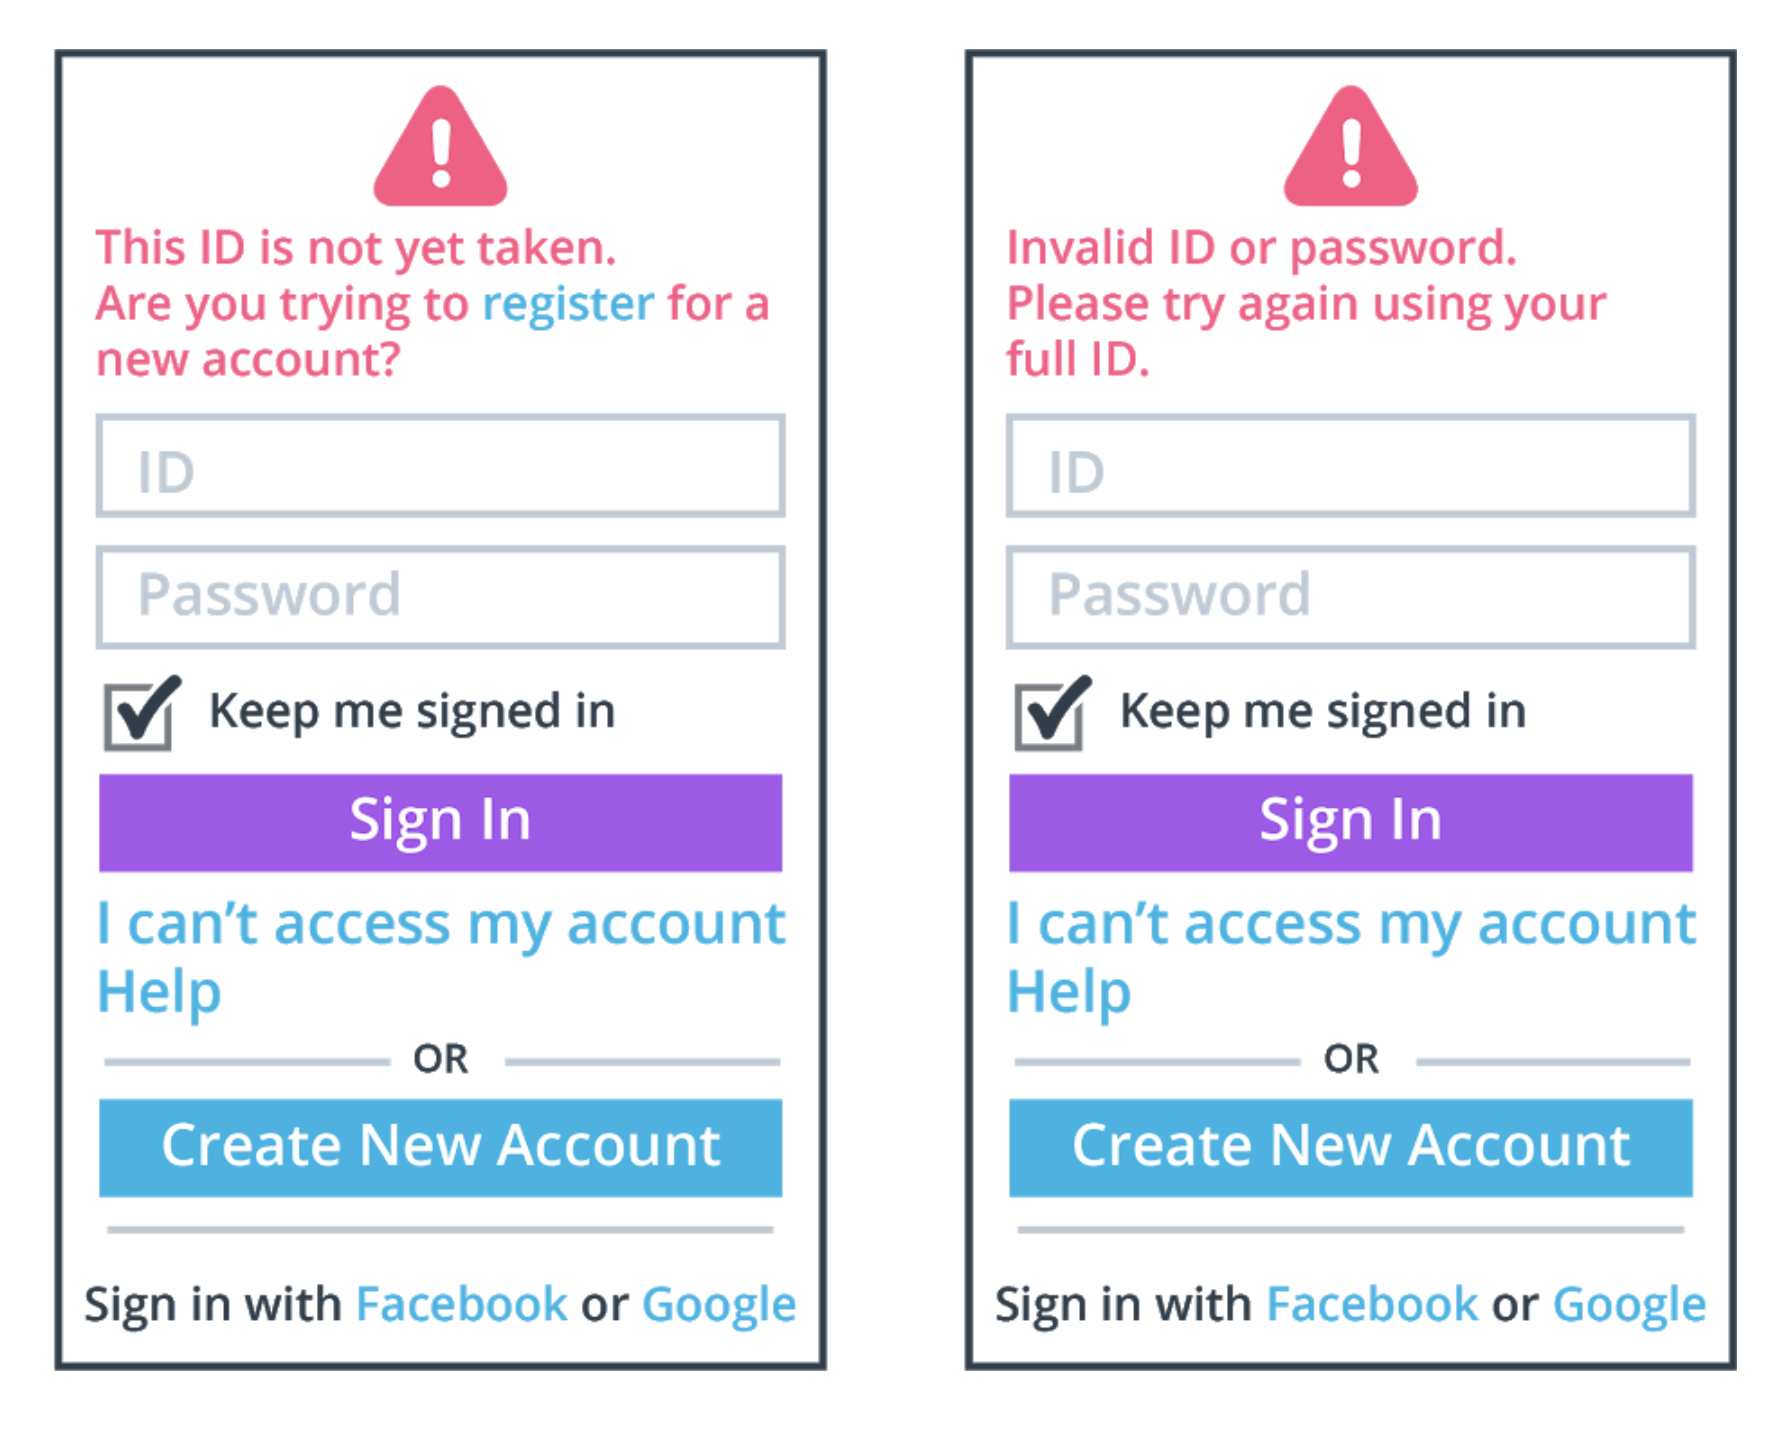 This ID is not yet taken.
Are you trying to register for a
new account?
ID
Password
Keep me signed in
Sign In
I can’t access my account
Help
OR
Create New Account
Sign in with Facebook or Google
Invalid ID or password.
Please try again using your
full ID.
ID
Password
Keep me signed in
Sign In
I can’t access my account
Help
OR
Create New Account
Sign in with Facebook or Google